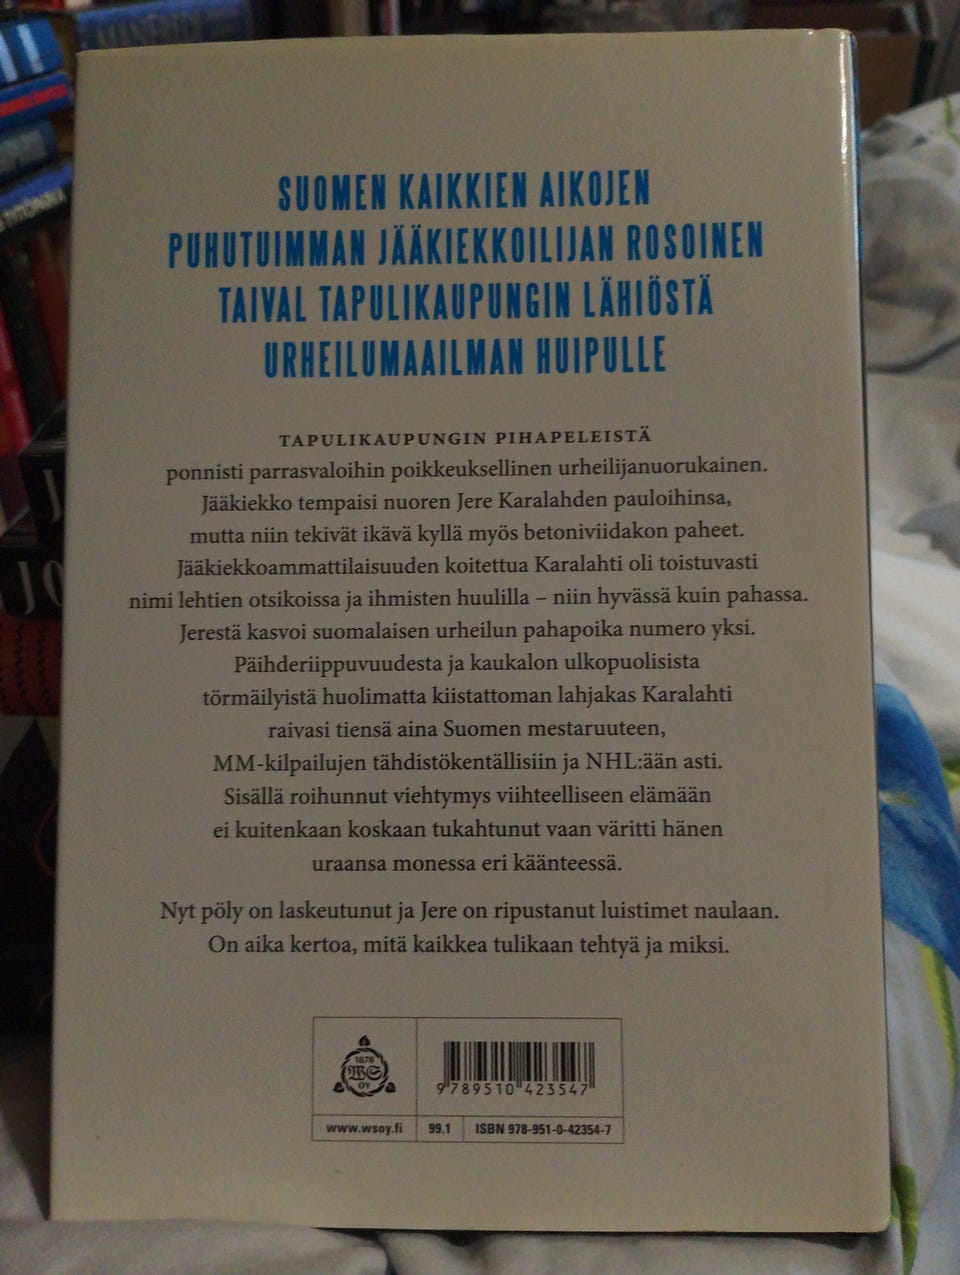 SUOMEN KAIKKIEN AIKOJEN
PUHUTUIMMAN JÄÄKIEKKOILIJAN ROSOINEN
TAIVAL TAPULIKAUPUNGIN LÄHIÖSTÄ
URHEILUMAAILMAN HUIPULLE
TAPULIKAUPUNGIN PIHAPELEISTÄ
ponnisti parrasvaloihin poikkeuksellinen urheilijanuorukainen.
Jääkiekko tempaisi nuoren Jere Karalahden pauloihinsa,
mutta niin tekivät ikävä kyllä myös betoniviidakon paheet.
Jääkiekkoammattilaisuuden koitettua Karalahti oli toistuvasti
nimi lehtien otsikoissa ja ihmisten huulilla – niin hyvässä kuin pahassa.
Jerestä kasvoi suomalaisen urheilun pahapoika numero yksi.
Päihderiippuvuudesta ja kaukalon ulkopuolisista
törmäilyistä huolimatta kiistattoman lahjakas Karalahti
raivasi tiensä aina Suomen mestaruuteen,
MM-kilpailujen tähdistökentällisiin ja NHL:ään asti.
Sisällä roihunnut viehtymys viihteelliseen elämään
ei kuitenkaan koskaan tukahtunut vaan väritti hänen
uraansa monessa eri käänteessä.
Nyt pöly on laskeutunut ja Jere on ripustanut luistimet naulaan.
On aika kertoa, mitä kaikkea tulikaan tehtyä ja miksi.
1878
WS
OY
9 789510 423547
www.wsoy.fi 99.1 ISBN 978-951-0-42354-7